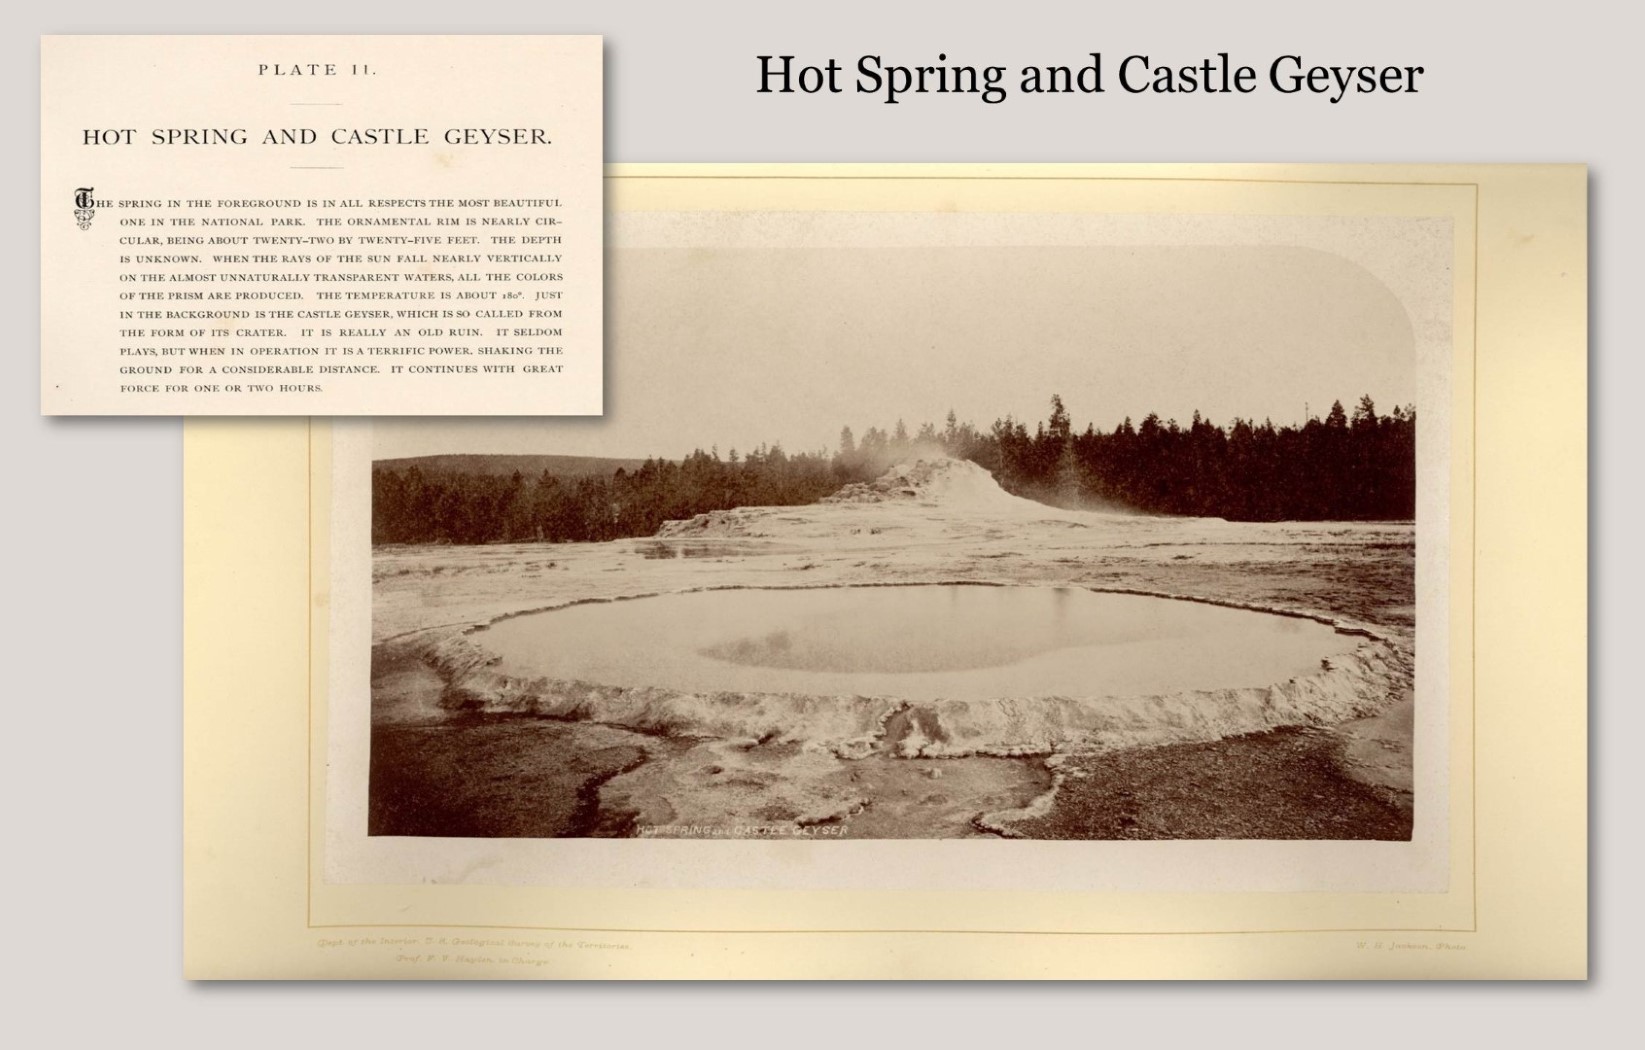 Hot Spring and Castle Geyser
PLATE II.
HOT SPRING AND CASTLE GEYSER.
THE SPRING IN THE FOREGROUND IS IN ALL RESPECTS THE MOST BEAUTIFUL
ONE IN THE NATIONAL PARK. THE ORNAMENTAL RIM IS NEARLY CIR-
CULAR, BEING ABOUT TWENTY-TWO BY TWENTY-FIVE FEET. THE DEPTH
IS UNKNOWN. WHEN THE RAYS OF THE SUN FALL NEARLY VERTICALLY
ON THE ALMOST UNNATURALLY TRANSPARENT WATERS, ALL THE COLORS
OF THE PRISM ARE PRODUCED. THE TEMPERATURE IS ABOUT 180°. JUST
IN THE BACKGROUND IS THE CASTLE GEYSER, WHICH IS SO CALLED FROM
THE FORM OF ITS CRATER. IT IS REALLY AN OLD RUIN. IT SELDOM
PLAYS, BUT WHEN IN OPERATION IT IS A TERRIFIC POWER, SHAKING THE
GROUND FOR A CONSIDERABLE DISTANCE. IT CONTINUES WITH GREAT
FORCE FOR ONE OR TWO HOURS.
HOT SPRING and CASTLE GEYSER
Dept. of the Interior. U. S. Geological Survey of the Territories.
Prof. F. V. Hayden, in Charge.
W. H. Jackson, Photo